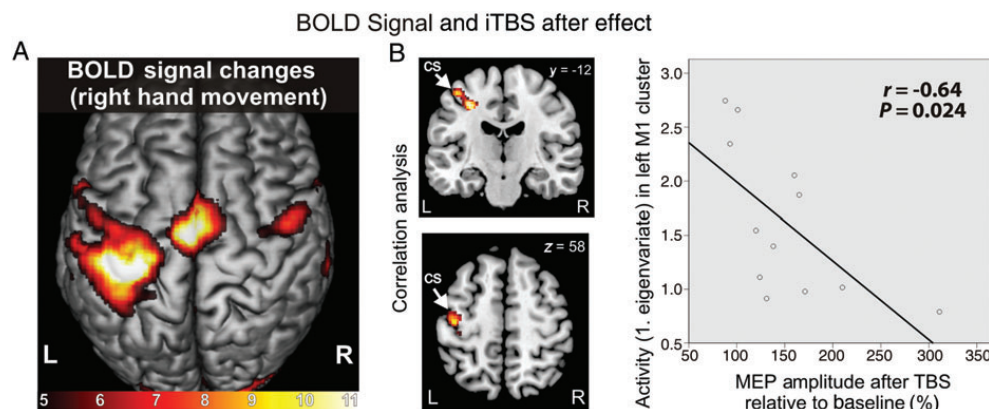 BOLD Signal and iTBS after effect
A
BOLD signal changes
(right hand movement)
L
R
5 6 7 8 9 10 11
B
Correlation analysis
CS
y = -12
L
R
CS
z = 58
L
R
Activity (1. eigenvariate) in left M1 cluster
3.0
2.5
2.0
1.5
1.0
0.5
r = -0.64
P = 0.024
50 100 150 200 250 300 350
MEP amplitude after TBS
relative to baseline (%)